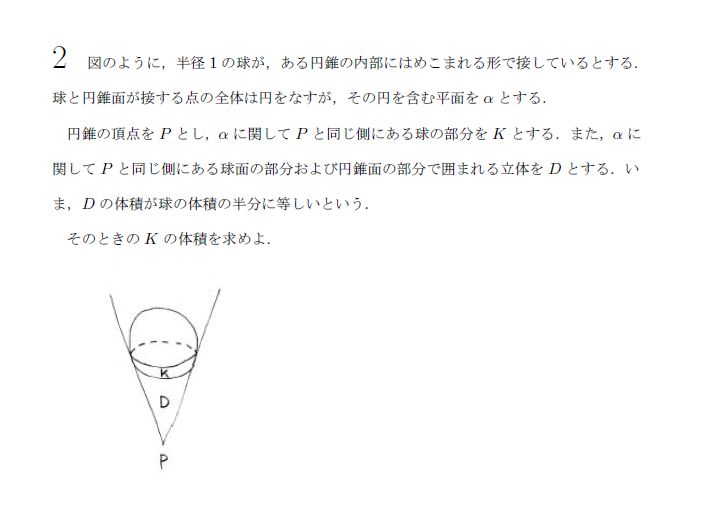 2 図のように，半径 1 の球が，ある円錐の内部にはめこまれる形で接しているとする．
球と円錐面が接する点の全体は円をなすが，その円を含む平面を α とする．
円錐の頂点を P とし，α に関して P と同じ側にある球の部分を K とする．また，α に
関して P と同じ側にある球面の部分および円錐面の部分で囲まれる立体を D とする．い
ま，D の体積が球の体積の半分に等しいという．
そのときの K の体積を求めよ．
K
D
P